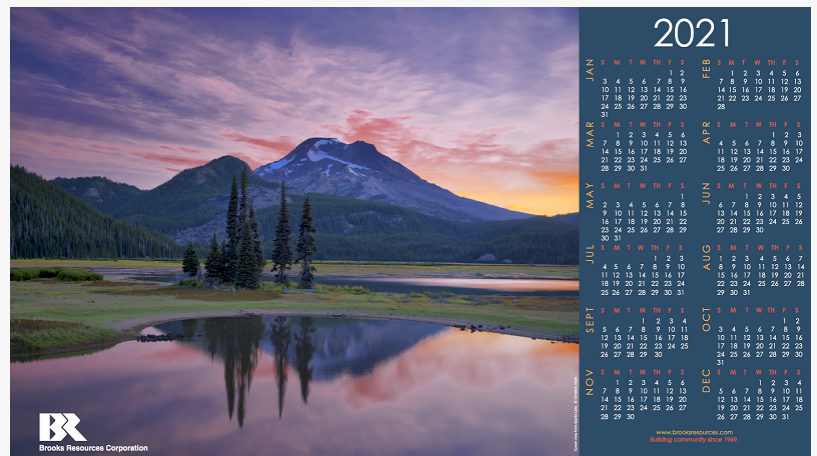 2021
JAN
S M T W TH F S
1 2
3 4 5 6 7 8 9
10 11 12 13 14 15 16
17 18 19 20 21 22 23
24 25 26 27 28 29 30
31
FEB
S M T W TH F S
1 2 3 4 5 6
7 8 9 10 11 12 13
14 15 16 17 18 19 20
21 22 23 24 25 26 27
28
MAR
S M T W TH F S
1 2 3 4 5 6
7 8 9 10 11 12 13
14 15 16 17 18 19 20
21 22 23 24 25 26 27
28 29 30 31
APR
S M T W TH F S
1 2 3
4 5 6 7 8 9 10
11 12 13 14 15 16 17
18 19 20 21 22 23 24
25 26 27 28 29 30
MAY
S M T W TH F S
1
2 3 4 5 6 7 8
9 10 11 12 13 14 15
16 17 18 19 20 21 22
23 24 25 26 27 28 29
30 31
JUN
S M T W TH F S
1 2 3 4 5
6 7 8 9 10 11 12
13 14 15 16 17 18 19
20 21 22 23 24 25 26
27 28 29 30
JUL
S M T W TH F S
1 2 3
4 5 6 7 8 9 10
11 12 13 14 15 16 17
18 19 20 21 22 23 24
25 26 27 28 29 30 31
AUG
S M T W TH F S
1 2 3 4 5 6 7
8 9 10 11 12 13 14
15 16 17 18 19 20 21
22 23 24 25 26 27 28
29 30 31
SEPT
S M T W TH F S
1 2 3 4
5 6 7 8 9 10 11
12 13 14 15 16 17 18
19 20 21 22 23 24 25
26 27 28 29 30
OCT
S M T W TH F S
1 2
3 4 5 6 7 8 9
10 11 12 13 14 15 16
17 18 19 20 21 22 23
24 25 26 27 28 29 30
31
NOV
S M T W TH F S
1 2 3 4 5 6
7 8 9 10 11 12 13
14 15 16 17 18 19 20
21 22 23 24 25 26 27
28 29 30
DEC
S M T W TH F S
1 2 3 4
5 6 7 8 9 10 11
12 13 14 15 16 17 18
19 20 21 22 23 24 25
26 27 28 29 30 31
www.brooksresources.com
Building community since 1969.
BR
Brooks Resources Corporation